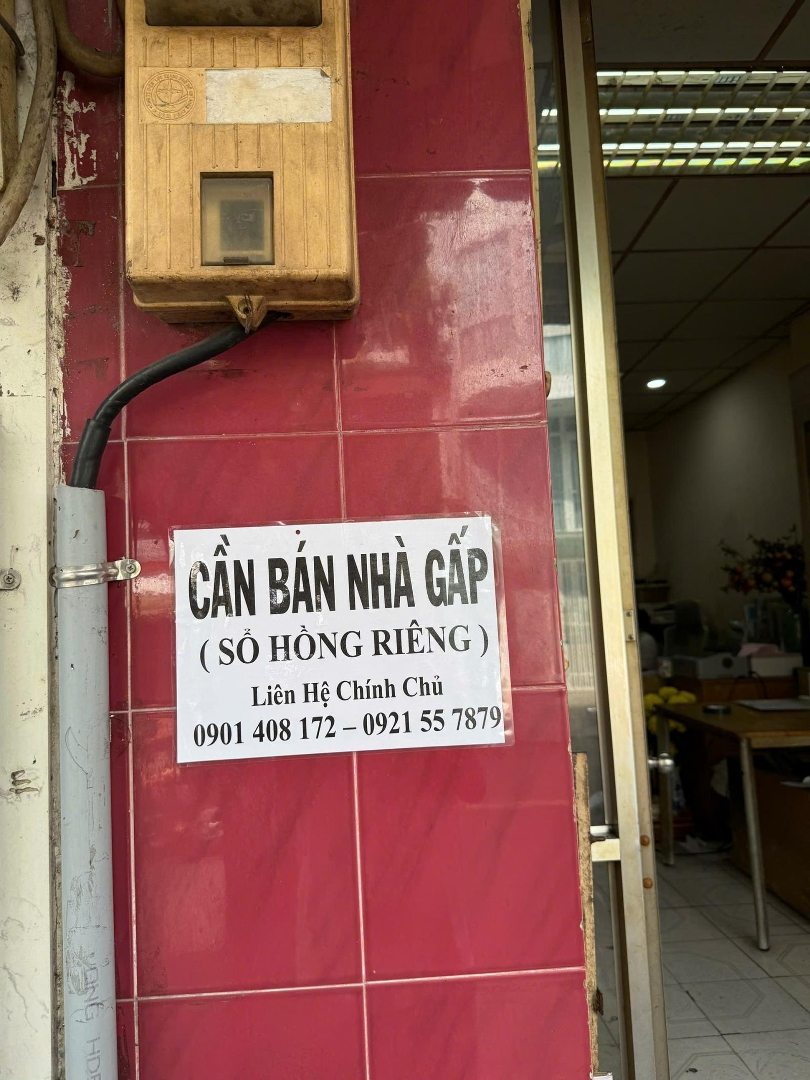 CẦN BÁN NHÀ GẤP
( SỔ HỒNG RIÊNG )
Liên Hệ Chính Chủ
0901 408 172 – 0921 55 7879